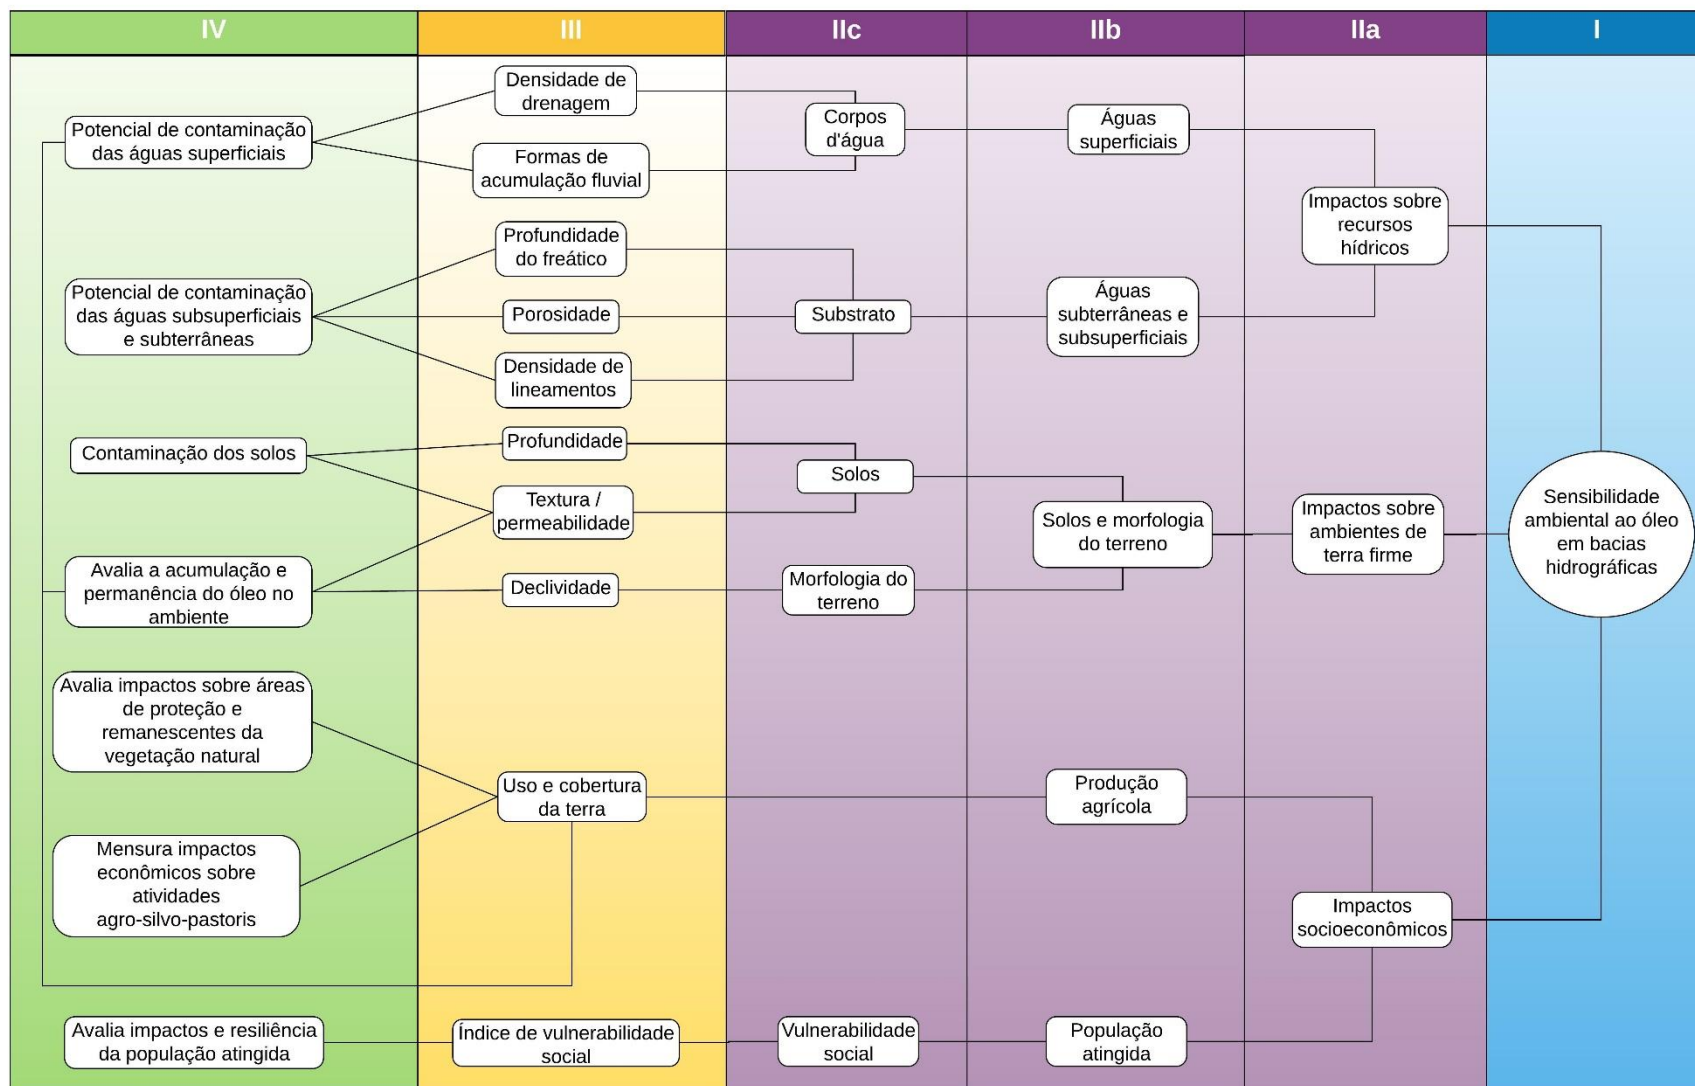 IV
III
IIc
IIb
IIa
I
Potencial de contaminação
das águas superficiais
Potencial de contaminação
das águas subsuperficiais
e subterrâneas
Contaminação dos solos
Avalia a acumulação e
permanência do óleo no
ambiente
Avalia impactos sobre áreas
de proteção e
remanescentes da
vegetação natural
Mensura impactos
econômicos sobre
atividades
agro-silvo-pastoris
Avalia impactos e resiliência
da população atingida
Densidade de
drenagem
Formas de
acumulação fluvial
Profundidade
do freático
Porosidade
Densidade de
lineamentos
Profundidade
Textura /
permeabilidade
Declividade
Uso e cobertura
da terra
Índice de vulnerabilidade
social
Corpos
d'água
Substrato
Solos
Morfologia do
terreno
Vulnerabilidade
social
Águas
superficiais
Águas
subterrâneas e
subsuperficiais
Solos e morfologia
do terreno
Produção
agrícola
População
atingida
Impactos sobre
recursos
hídricos
Impactos sobre
ambientes de
terra firme
Impactos
socioeconômicos
Sensibilidade
ambiental ao óleo
em bacias
hidrográficas